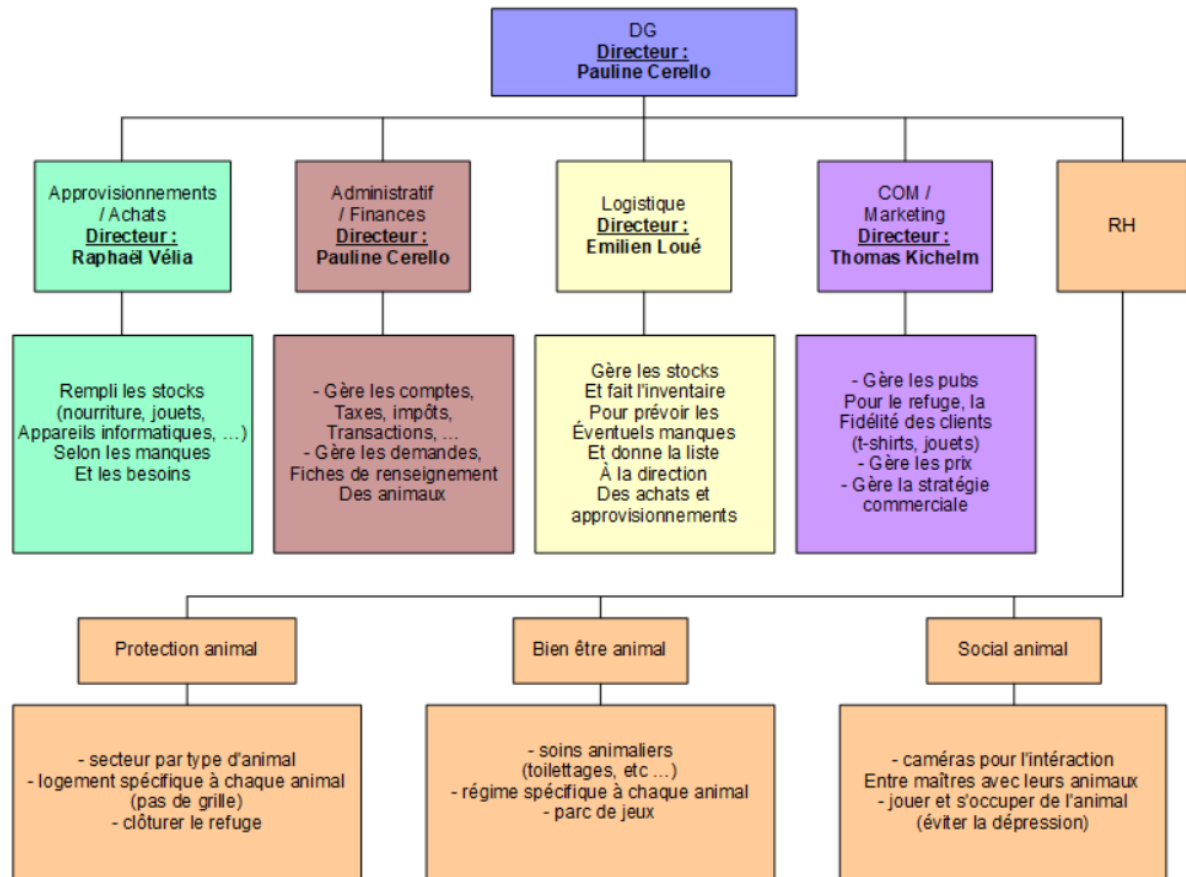 DG
Directeur :
Pauline Cerello
Approvisionnements
/ Achats
Directeur :
Raphaël Vélia
Administratif
/ Finances
Directeur :
Pauline Cerello
Logistique
Directeur :
Emilien Loué
COM /
Marketing
Directeur :
Thomas Kichelm
RH
Rempli les stocks
(nourriture, jouets,
Appareils informatiques, ...)
Selon les manques
Et les besoins
- Gère les comptes,
Taxes, impôts,
Transactions, ...
- Gère les demandes,
Fiches de renseignement
Des animaux
Gère les stocks
Et fait l'inventaire
Pour prévoir les
Éventuels manques
Et donne la liste
À la direction
Des achats et
approvisionnements
- Gère les pubs
Pour le refuge, la
Fidélité des clients
(t-shirts, jouets)
- Gère les prix
- Gère la stratégie
commerciale
Protection animal
Bien être animal
Social animal
- secteur par type d'animal
- logement spécifique à chaque animal
(pas de grille)
- clôturer le refuge
- soins animaliers
(toilettages, etc ...)
- régime spécifique à chaque animal
- parc de jeux
- caméras pour l'intéraction
Entre maîtres avec leurs animaux
- jouer et s'occuper de l'animal
(éviter la dépression)